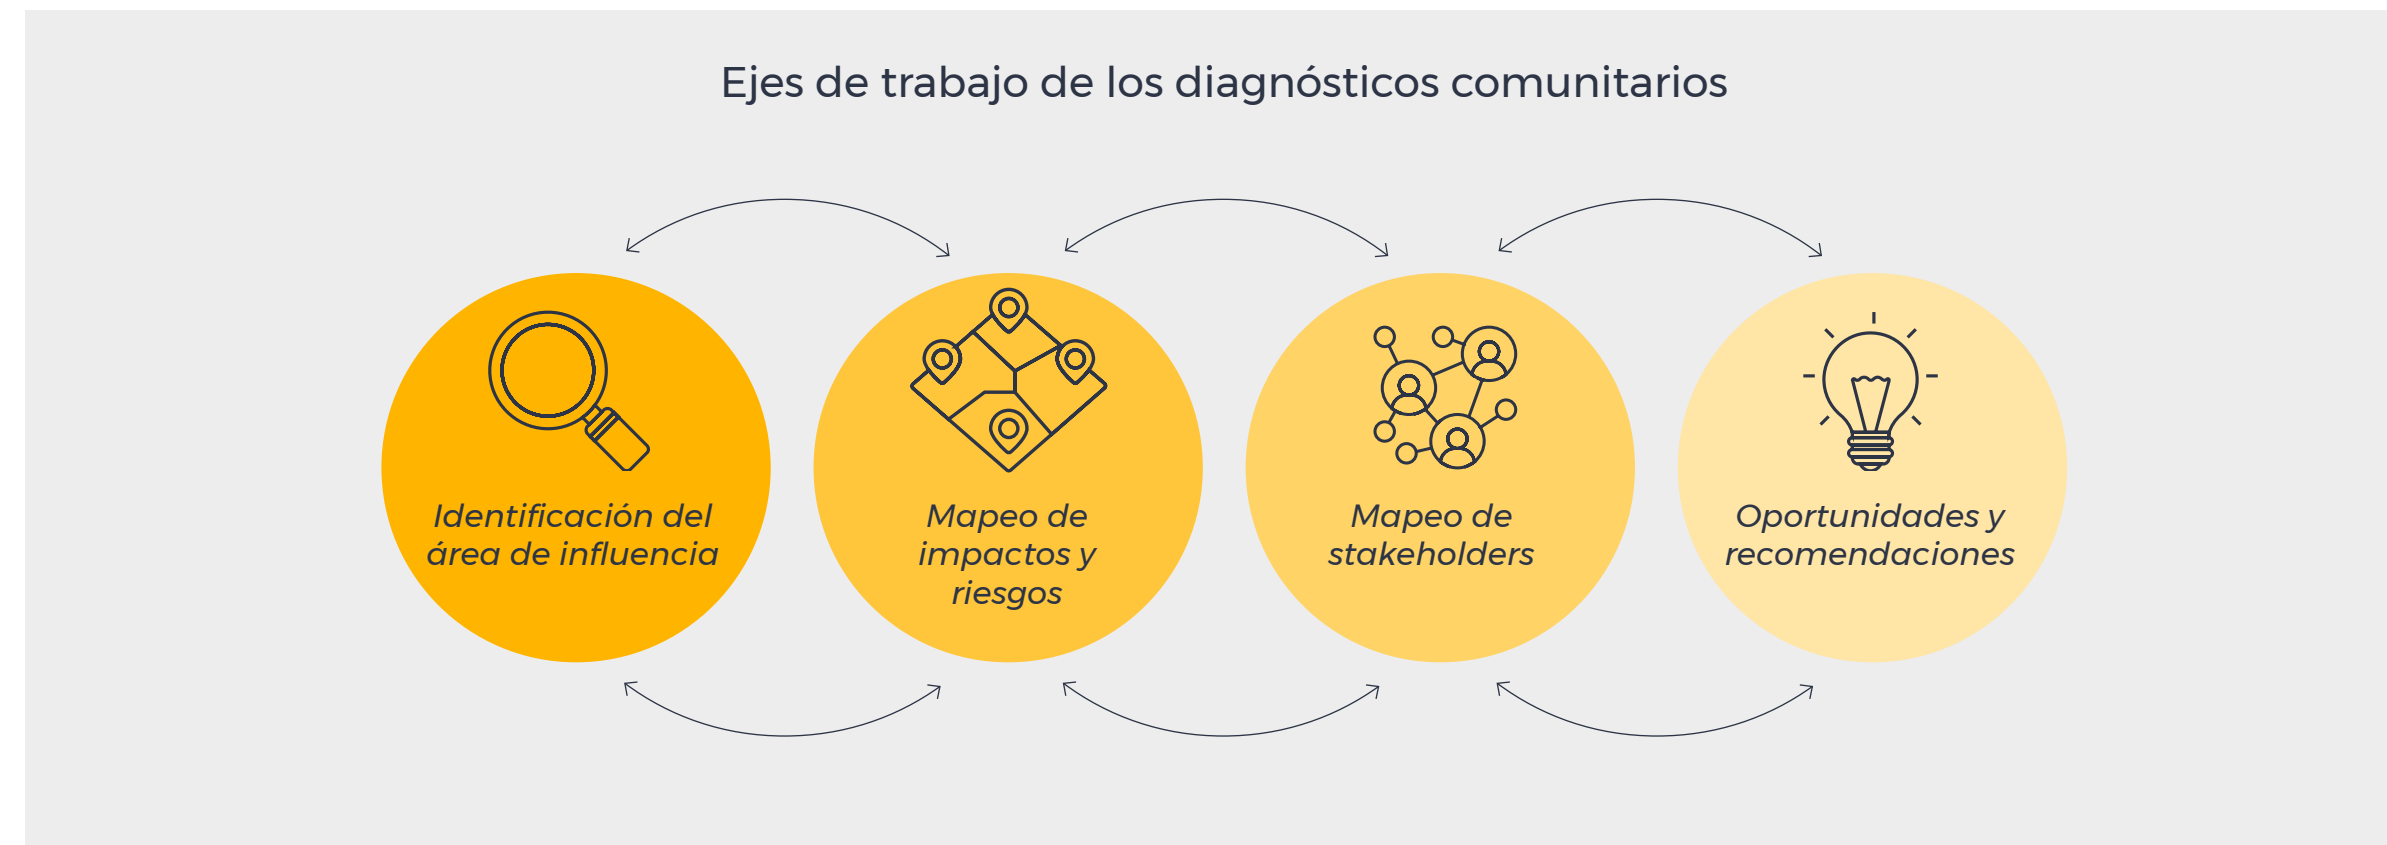 Ejes de trabajo de los diagnósticos comunitarios
Identificación del
área de influencia
Mapeo de
impactos y
riesgos
Mapeo de
stakeholders
Oportunidades y
recomendaciones